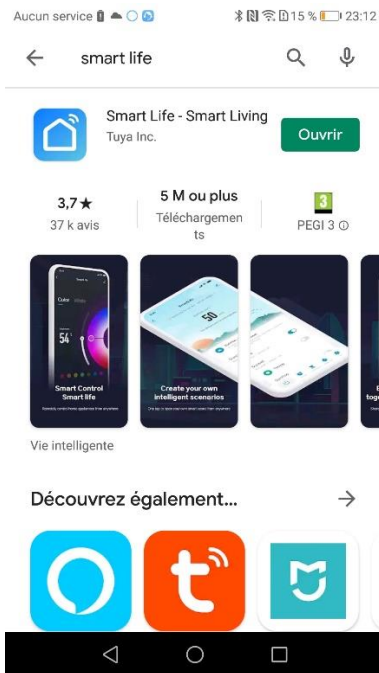 Aucun service 15 % 23:12
smart life
Smart Life - Smart Living
Tuya Inc.
Ouvrir
3,7★
37 k avis
5 M ou plus
Téléchargemen
ts
3
PEGI 3
Color
54
Smart Control
Smart life
50
Create your own
intelligent scenarios
Vie intelligente
Découvrez également...